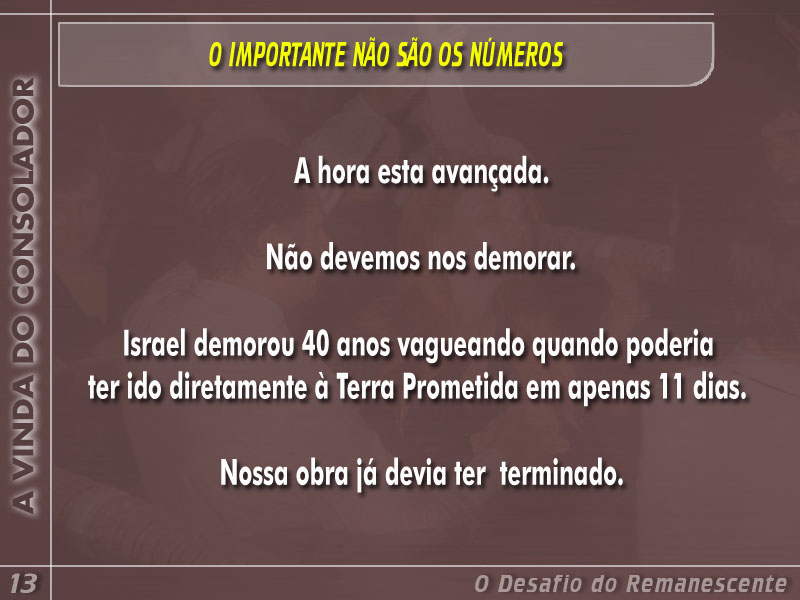 O IMPORTANTE NÃO SÃO OS NÚMEROS
A VINDA DO CONSOLADOR
A hora esta avançada.
Não devemos nos demorar.
Israel demorou 40 anos vagueando quando poderia
ter ido diretamente à Terra Prometida em apenas 11 dias.
Nossa obra já devia ter terminado.
13
O Desafio do Remanescente